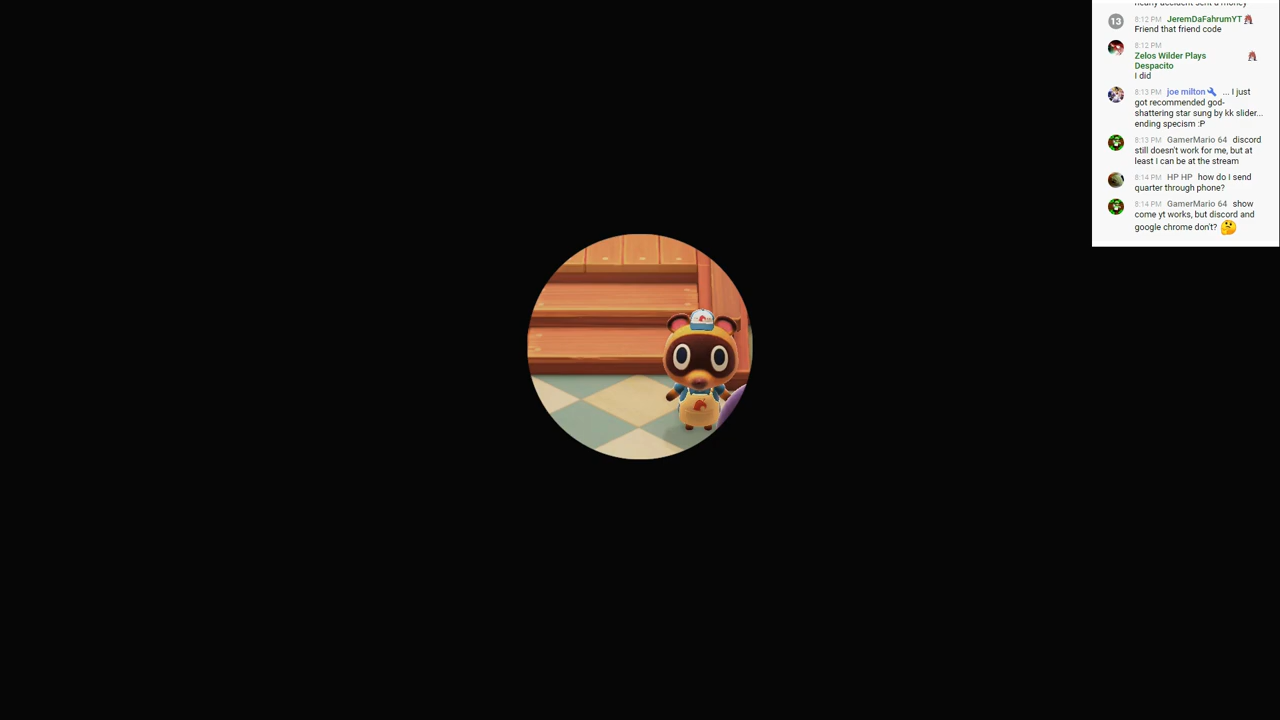 8:12 PM JeremDaFahrumYT
Friend that friend code
8:12 PM
Zelos Wilder Plays
Despacito
I did
8:13 PM joe milton ... I just
got recommended god-
shattering star sung by kk slider...
ending specism :P
8:14 PM GamerMario 64 discord
still doesn't work for me, but at
least I can be at the stream
8:14 PM HP HP how do I send
quarter through phone?
8:14 PM GamerMario 64 show
come yt works, but discord and
google chrome don't? 🤔
13